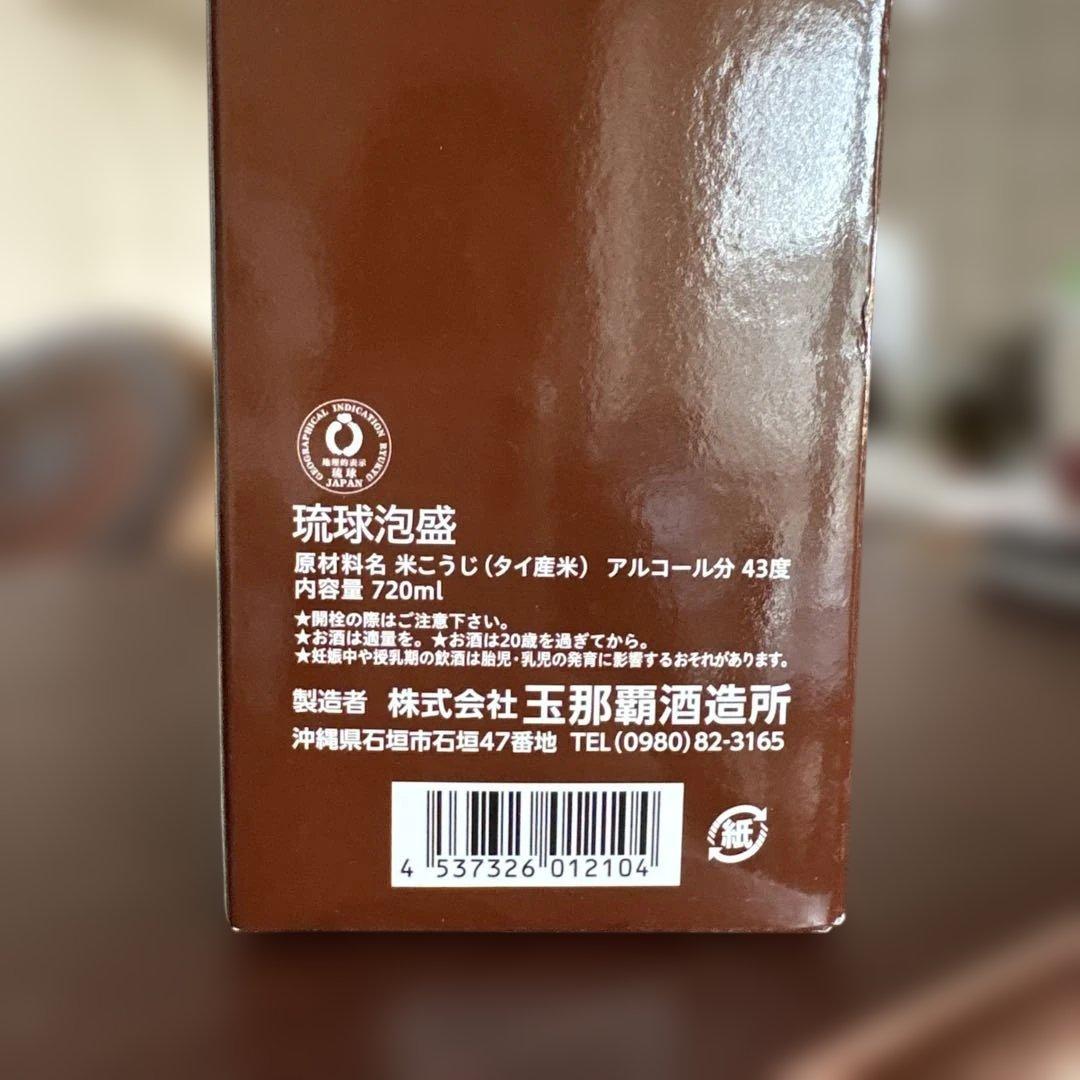 GEOGRAPHICAL INDICATION RYUKYU
地理的表示
琉球
JAPAN
琉球泡盛
原材料名 米こうじ(タイ産米) アルコール分 43度
内容量 720ml
★開栓の際はご注意下さい。
★お酒は適量を。★お酒は20歳を過ぎてから。
★妊娠中や授乳期の飲酒は胎児・乳児の発育に影響するおそれがあります。
製造者 株式会社 玉那覇酒造所
沖縄県石垣市石垣47番地 TEL(0980)82-3165
4 537326 012104
紙